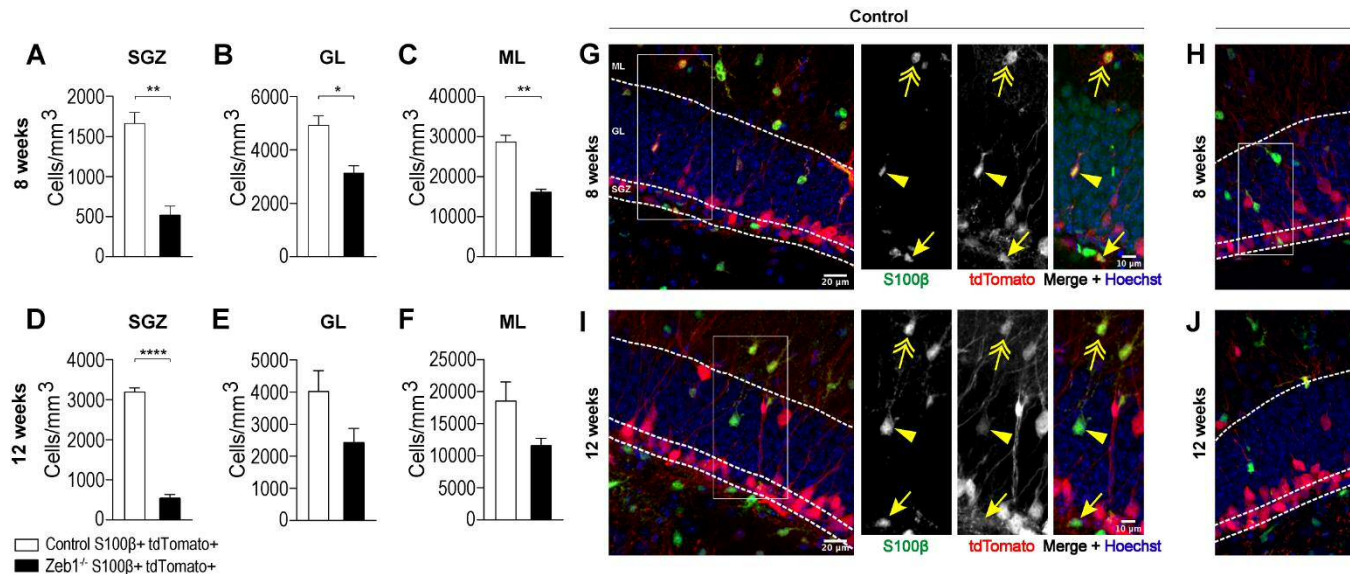 Control
A SGZ
**
2000
1500
1000
500
0
Cells/mm³
8 weeks
B GL
*
6000
4000
2000
0
Cells/mm³
C ML
**
40000
30000
20000
10000
0
Cells/mm³
G
8 weeks
ML
GL
SGZ
20 µm
10 µm
S100β tdTomato Merge + Hoechst
H
8 weeks
D SGZ
****
4000
3000
2000
1000
0
Cells/mm³
12 weeks
E GL
5000
4000
3000
2000
1000
0
Cells/mm³
F ML
25000
20000
15000
10000
5000
0
Cells/mm³
I
12 weeks
20 µm
10 µm
S100β tdTomato Merge + Hoechst
J
12 weeks
Control S100β+ tdTomato+
Zeb1⁻/⁻ S100β+ tdTomato+